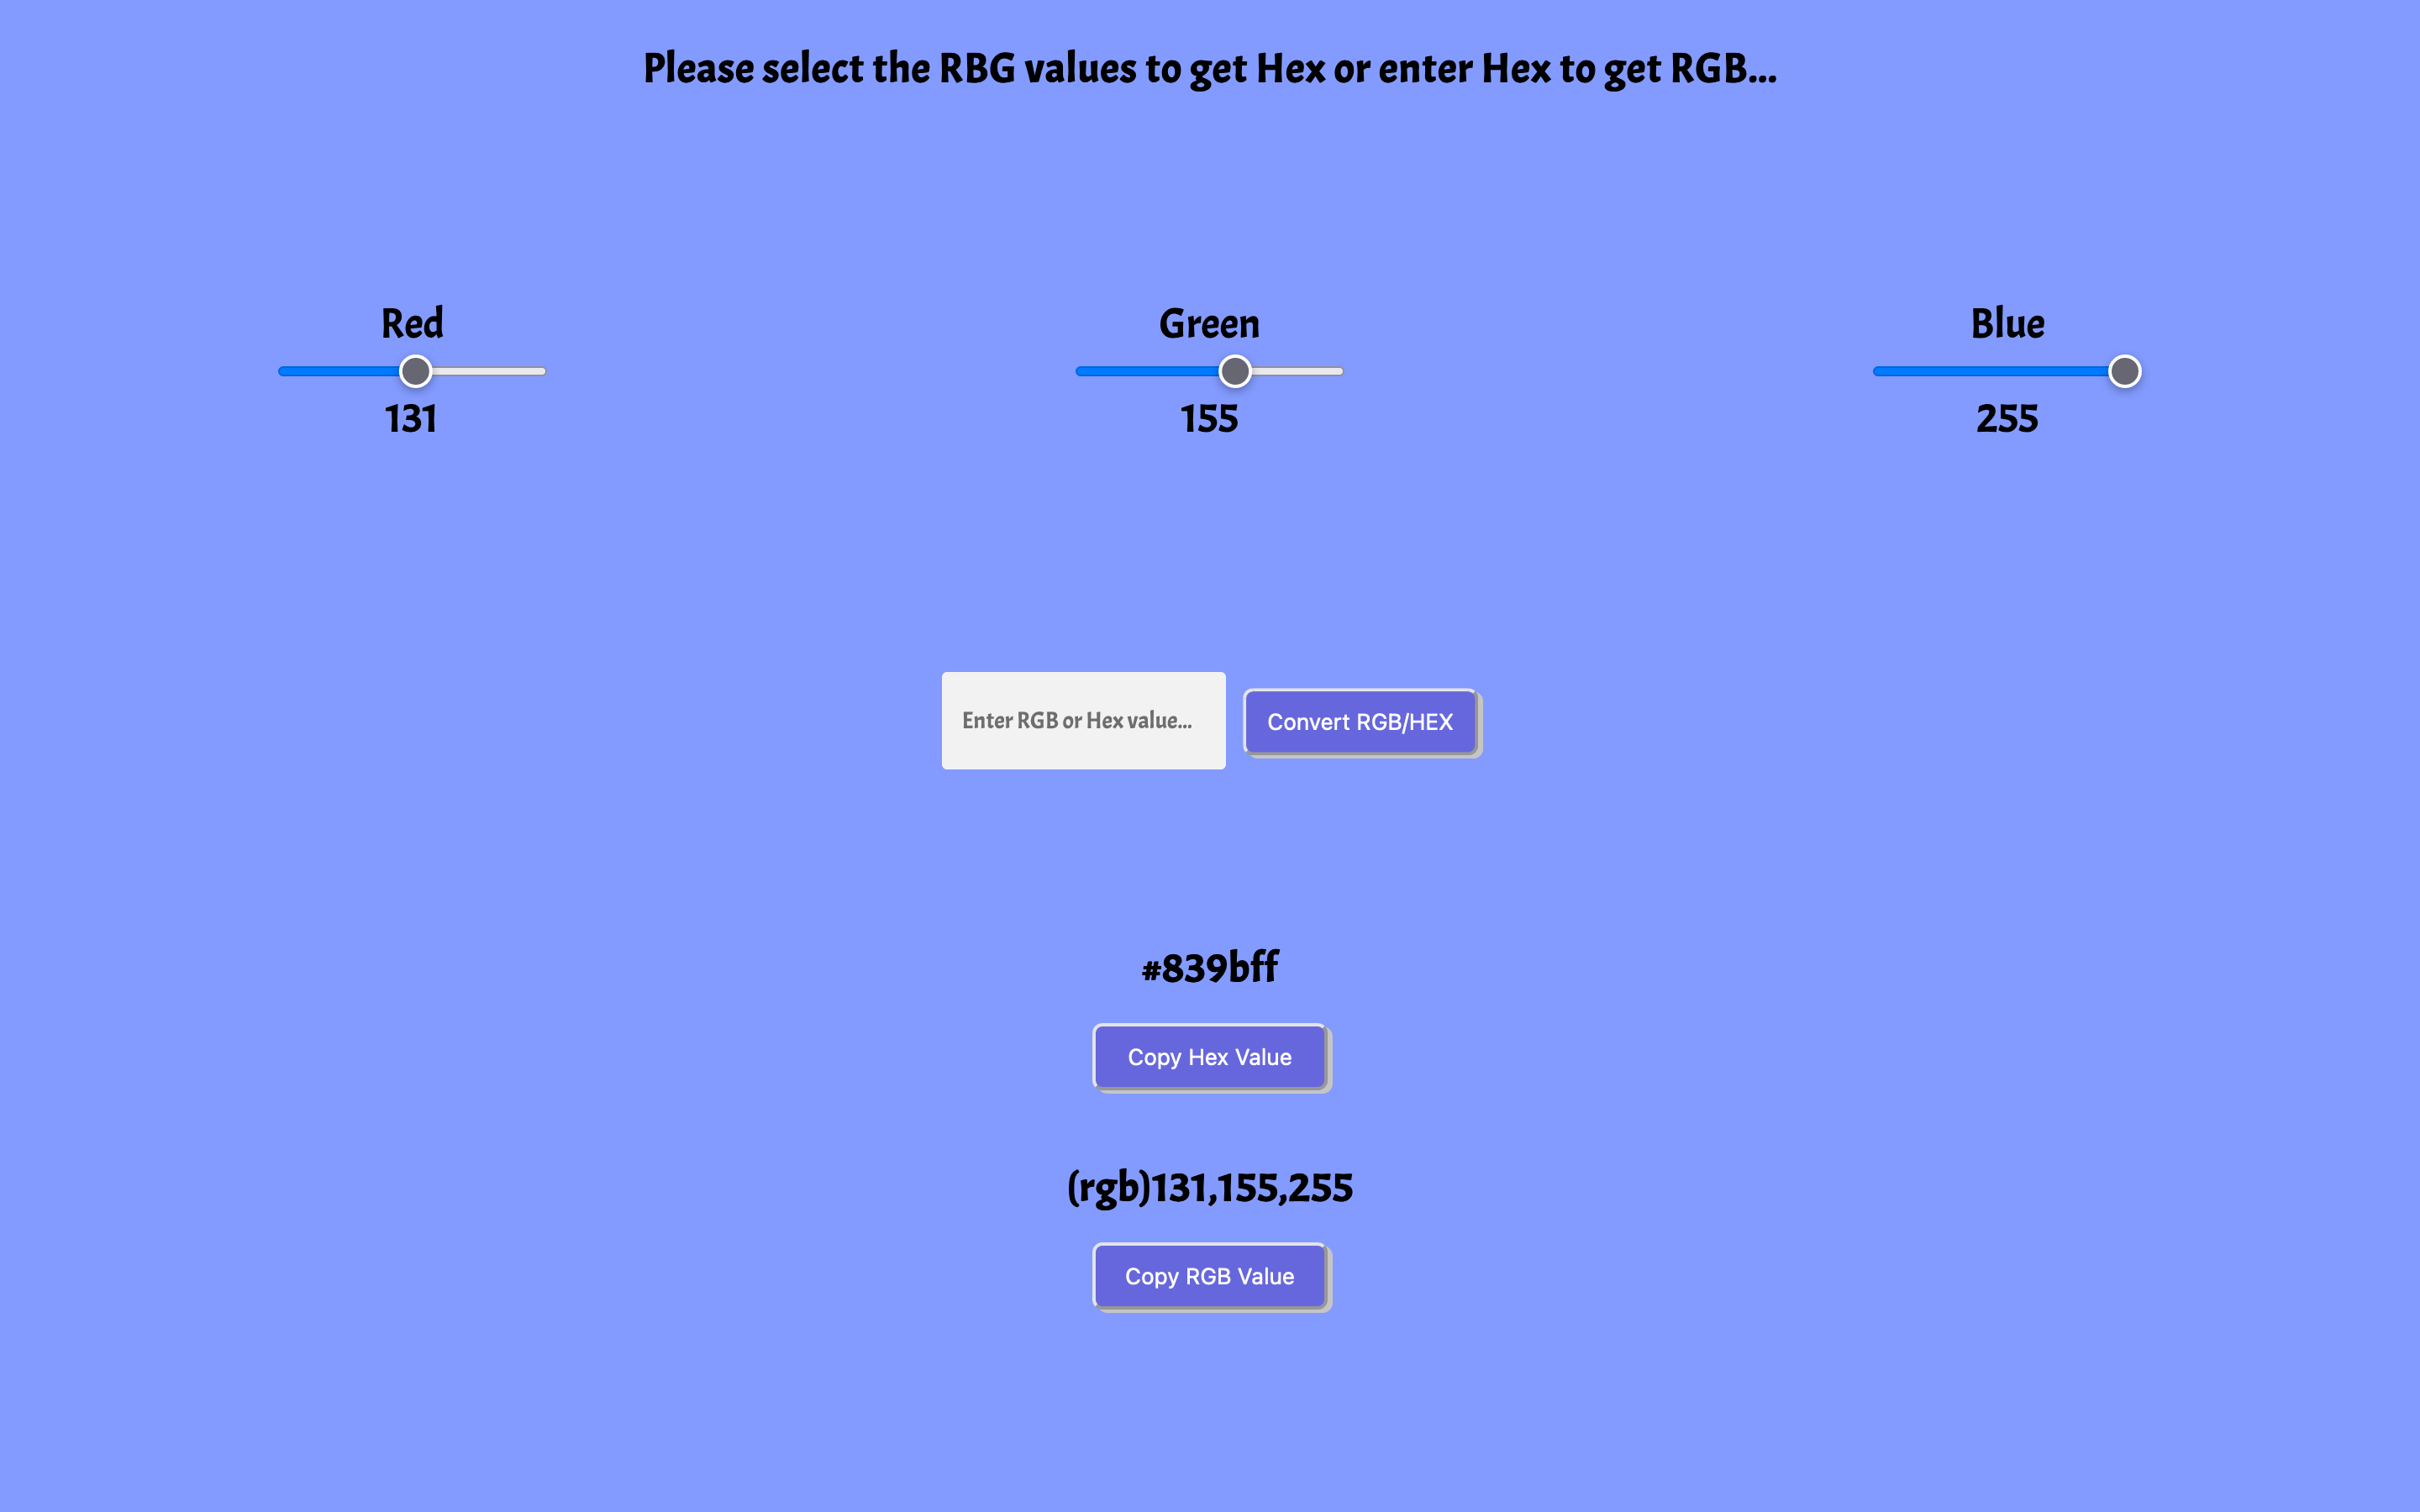 Please select the RBG values to get Hex or enter Hex to get RGB...
Red
131
Green
155
Blue
255
Enter RGB or Hex value...
Convert RGB/HEX
#839bff
Copy Hex Value
(rgb)131,155,255
Copy RGB Value